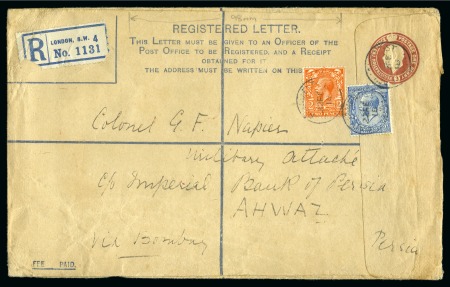 REGISTERED LETTER.
THIS LETTER MUST BE GIVEN TO AN OFFICER OF THE
POST OFFICE TO BE REGISTERED, AND A RECEIPT
OBTAINED FOR IT.
THE ADDRESS MUST BE WRITTEN ON THIS
R
LONDON, S.W. 4
No. 1131
Colonel G. F. Napier
Military attaché
c/o Imperial Bank of Persia
AHWAZ
via Bombay
Persia
FEE PAID.